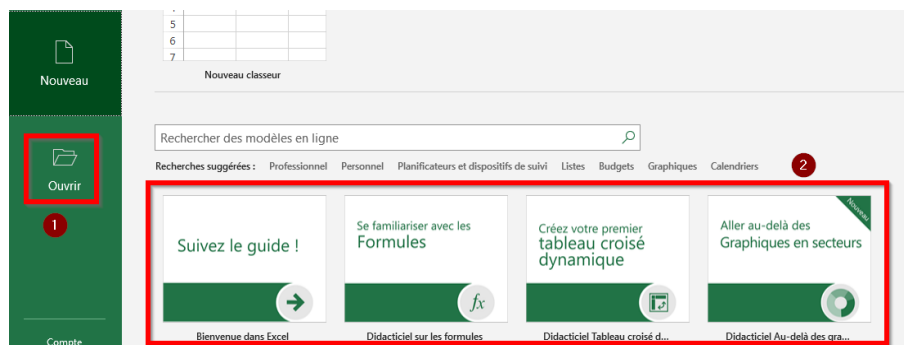 5
6
7
Nouveau classeur
Nouveau
Rechercher des modèles en ligne
Recherches suggérées : Professionnel Personnel Planificateurs et dispositifs de suivi Listes Budgets Graphiques Calendriers
2
Ouvrir
1
Suivez le guide !
Se familiariser avec les
Formules
fx
Créez votre premier
tableau croisé
dynamique
Nouveau
Aller au-delà des
Graphiques en secteurs
Bienvenue dans Excel
Didacticiel sur les formules
Didacticiel Tableau croisé d...
Didacticiel Au-delà des gra...
Compte